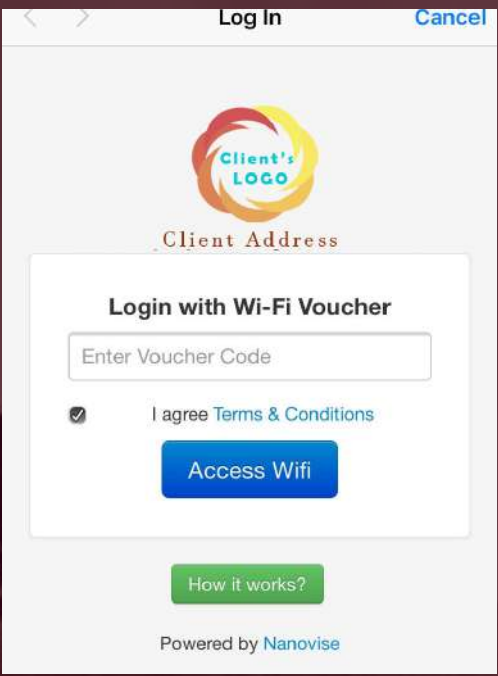 Log In
Cancel
Client's
LOGO
Client Address
Login with Wi-Fi Voucher
Enter Voucher Code
I agree Terms & Conditions
Access Wifi
How it works?
Powered by Nanovise